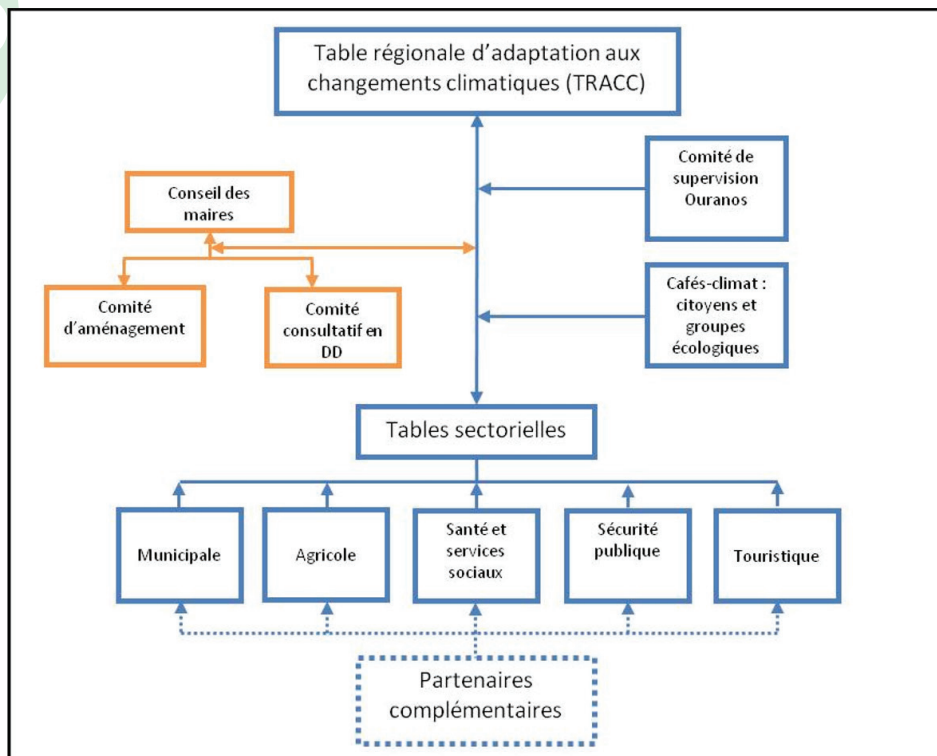 Table régionale d'adaptation aux
changements climatiques (TRACC)
Comité de
supervision
Ouranos
Conseil des
maires
Cafés-climat :
citoyens et
groupes
écologiques
Comité
d'aménagement
Comité
consultatif en
DD
Tables sectorielles
Municipale
Agricole
Santé et
services
sociaux
Sécurité
publique
Touristique
Partenaires
complémentaires